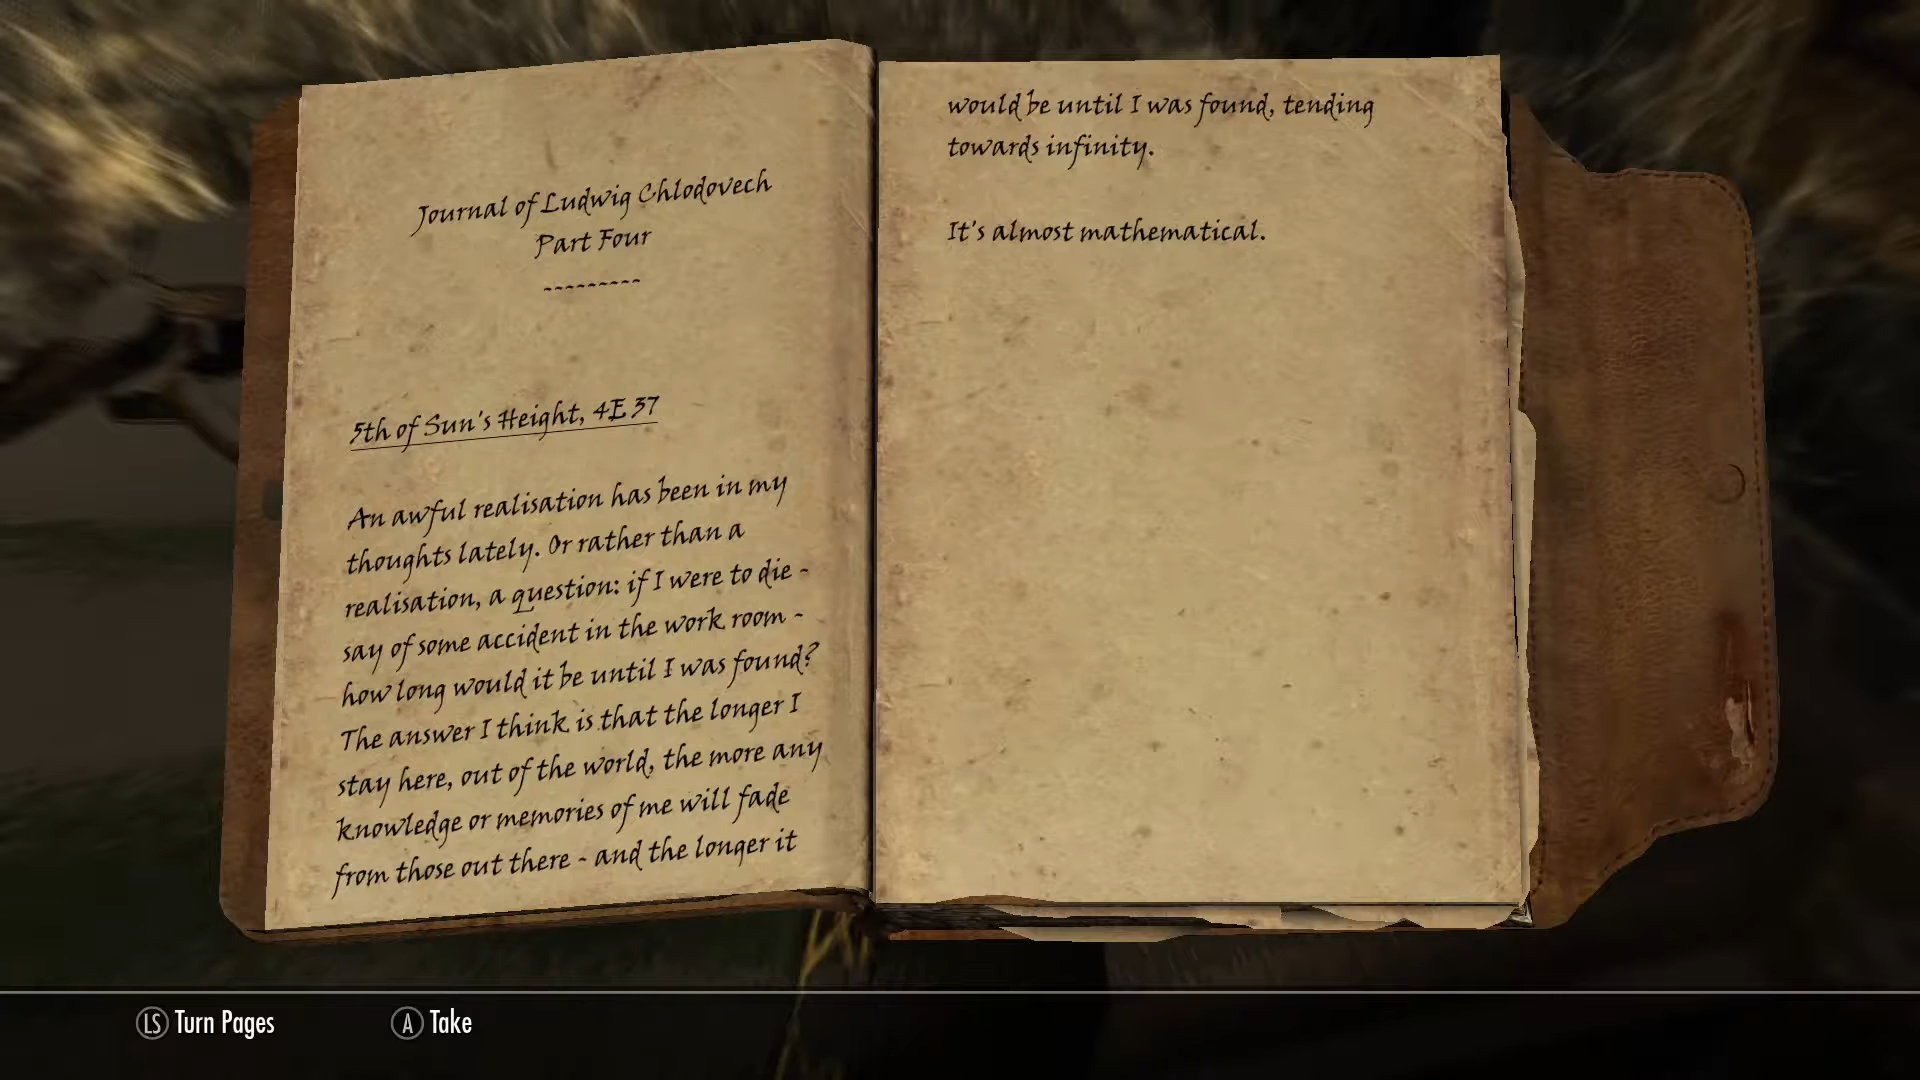 Journal of Ludwig Chlodovech
Part Four
~~~~~~~~~
5th of Sun's Height, 4E 37
An awful realisation has been in my
thoughts lately. Or rather than a
realisation, a question: if I were to die -
say of some accident in the work room -
how long would it be until I was found?
The answer I think is that the longer I
stay here, out of the world, the more any
knowledge or memories of me will fade
from those out there - and the longer it
would be until I was found, tending
towards infinity.
It's almost mathematical.
LS Turn Pages
A Take